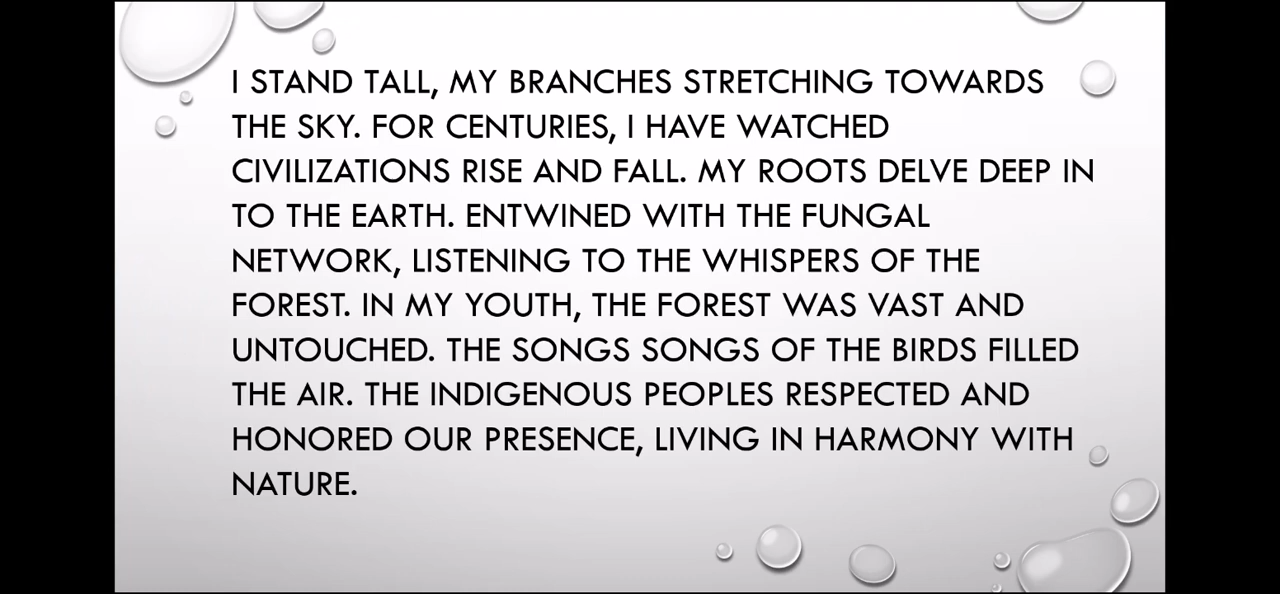 I STAND TALL, MY BRANCHES STRETCHING TOWARDS
THE SKY. FOR CENTURIES, I HAVE WATCHED
CIVILIZATIONS RISE AND FALL. MY ROOTS DELVE DEEP IN
TO THE EARTH. ENTWINED WITH THE FUNGAL
NETWORK, LISTENING TO THE WHISPERS OF THE
FOREST. IN MY YOUTH, THE FOREST WAS VAST AND
UNTOUCHED. THE SONGS SONGS OF THE BIRDS FILLED
THE AIR. THE INDIGENOUS PEOPLES RESPECTED AND
HONORED OUR PRESENCE, LIVING IN HARMONY WITH
NATURE.